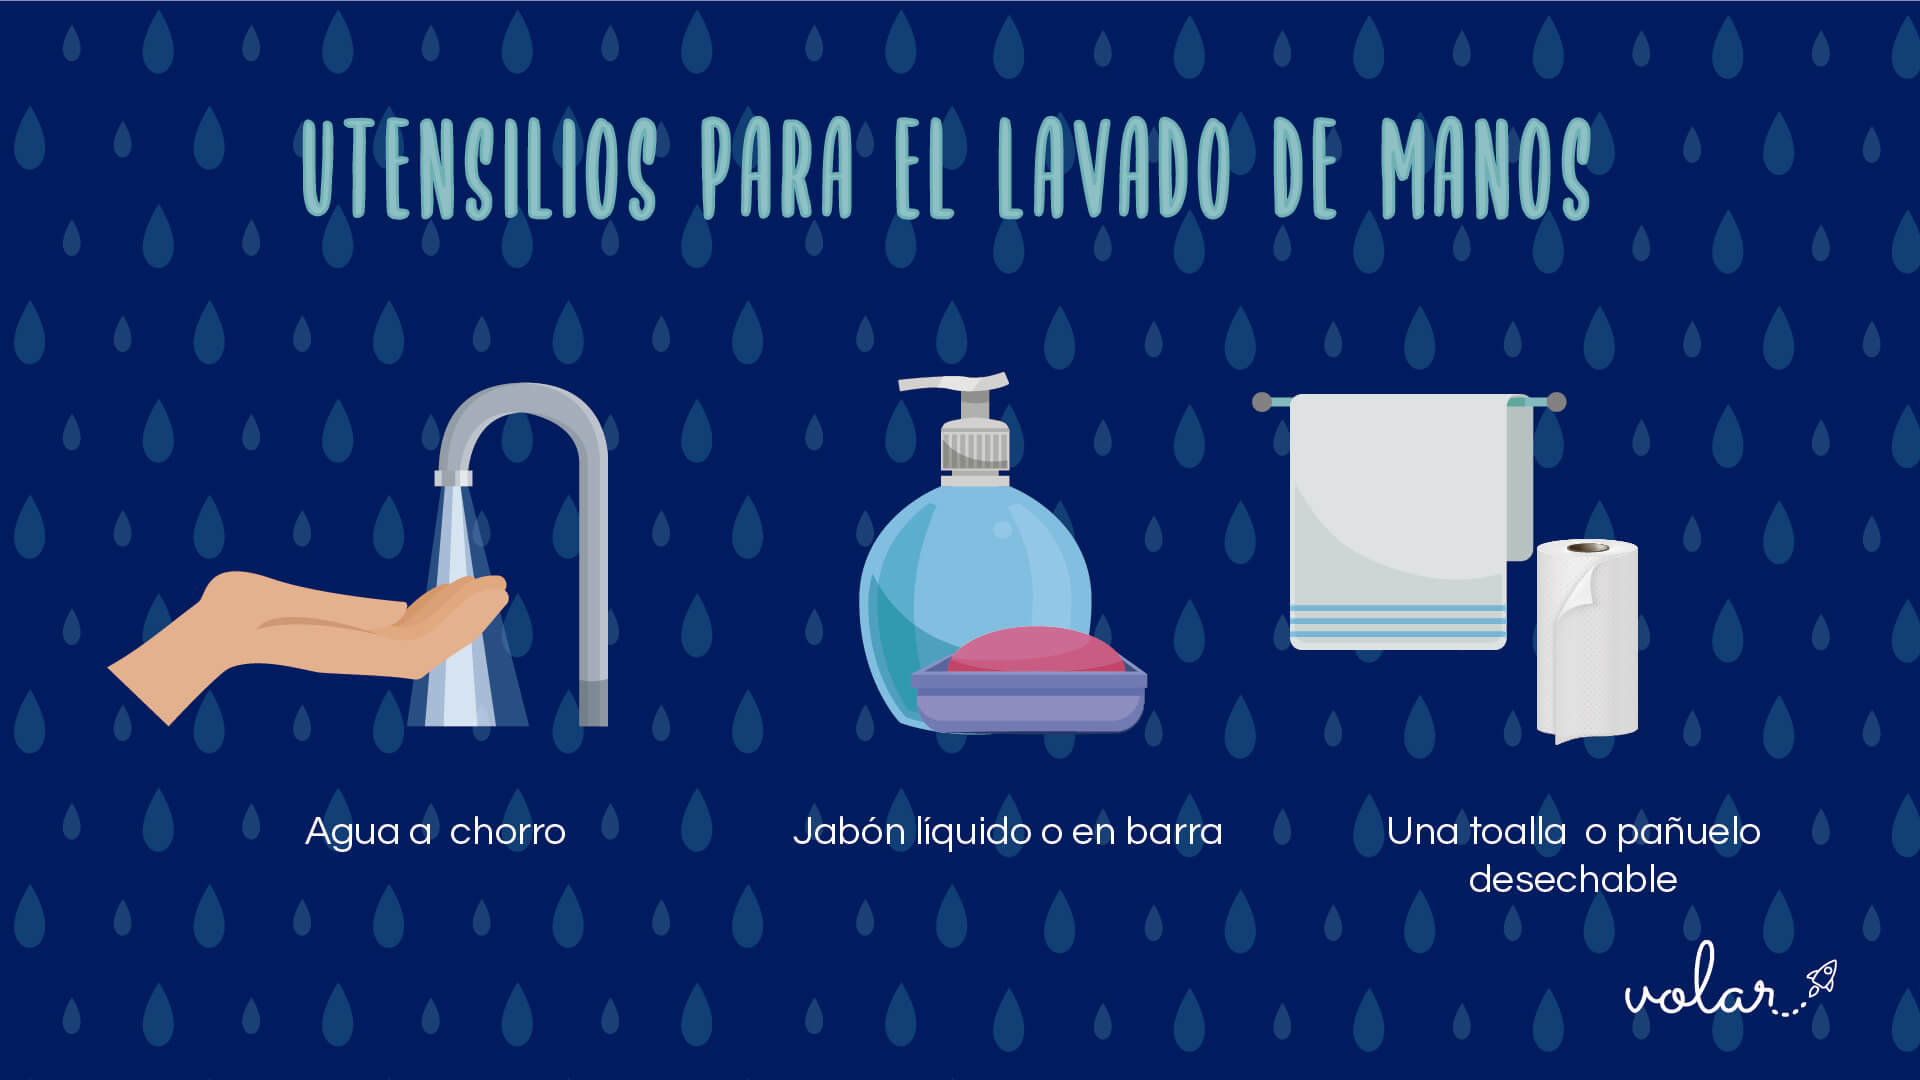 UTENSILIOS PARA EL LAVADO DE MANOS
Agua a chorro
Jabón líquido o en barra
Una toalla o pañuelo
desechable
volar